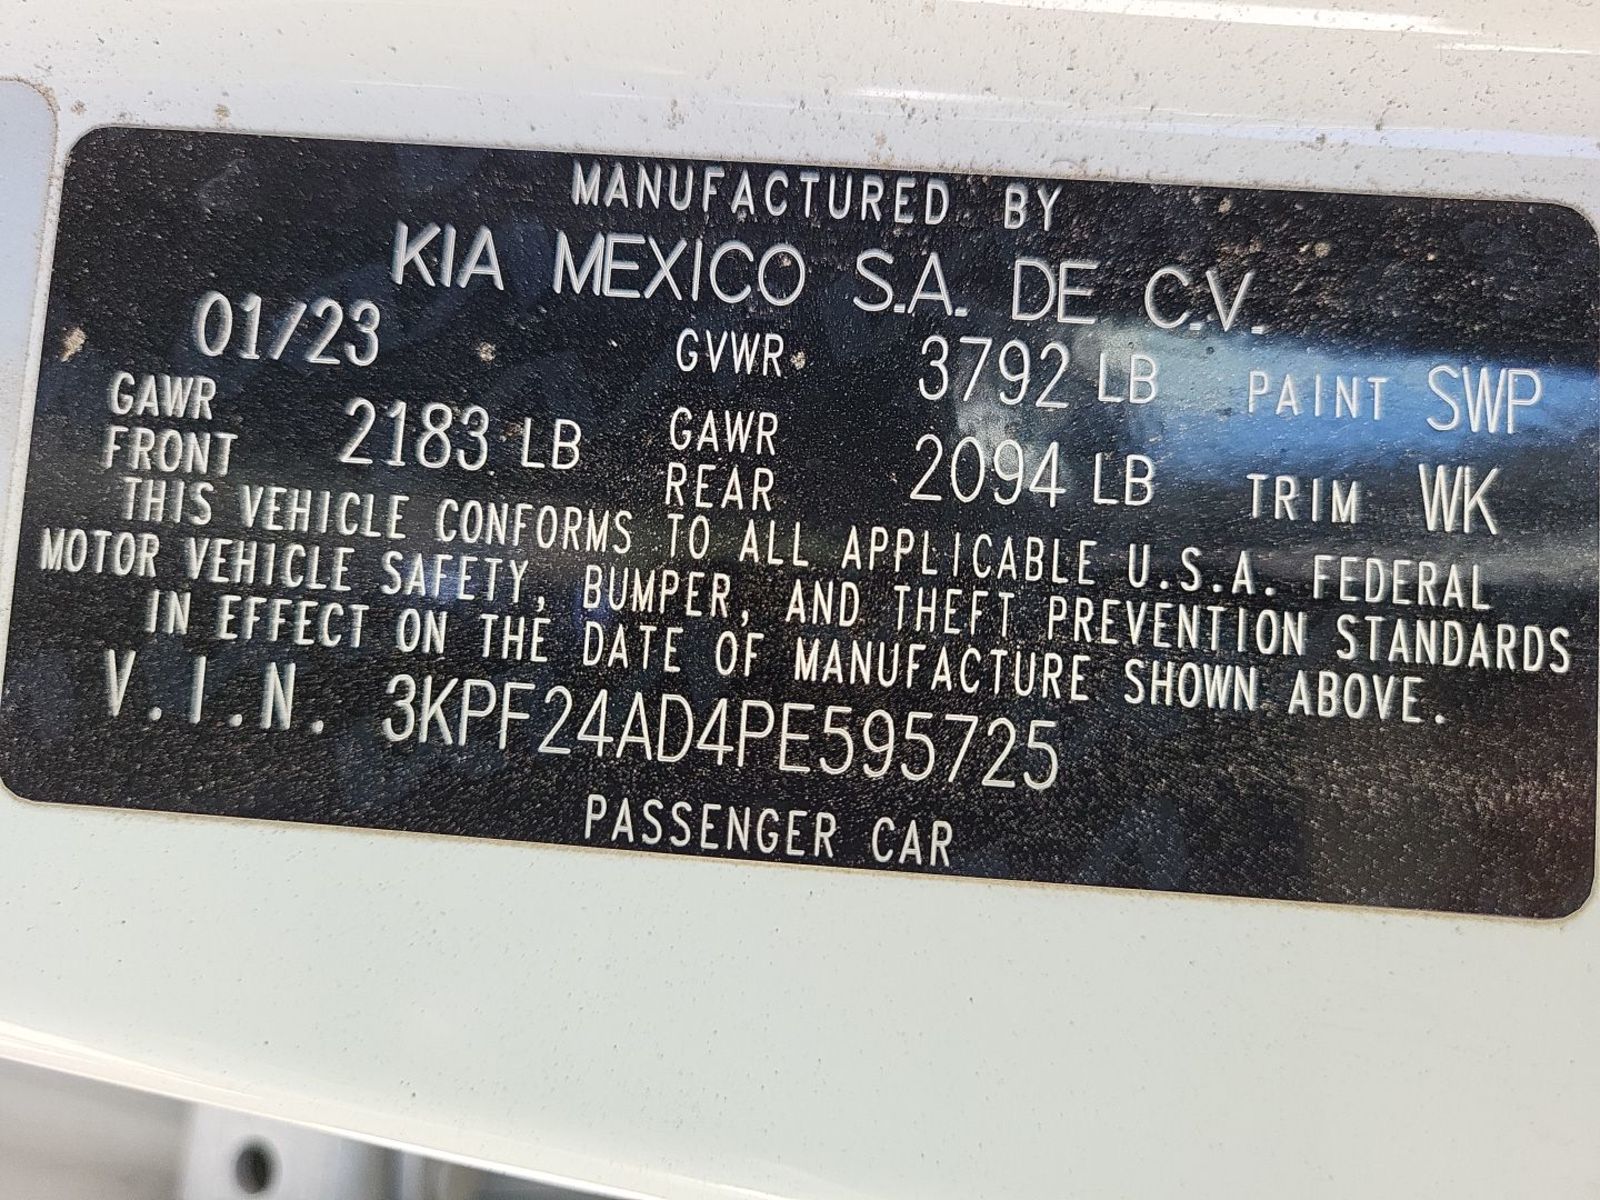 MANUFACTURED BY
KIA MEXICO S.A. DE C.V.
01/23 GVWR 3792 LB PAINT SWP
GAWR FRONT 2183 LB GAWR REAR 2094 LB TRIM WK
THIS VEHICLE CONFORMS TO ALL APPLICABLE U.S.A. FEDERAL
MOTOR VEHICLE SAFETY, BUMPER, AND THEFT PREVENTION STANDARDS
IN EFFECT ON THE DATE OF MANUFACTURE SHOWN ABOVE.
V.I.N. 3KPF24AD4PE595725
PASSENGER CAR